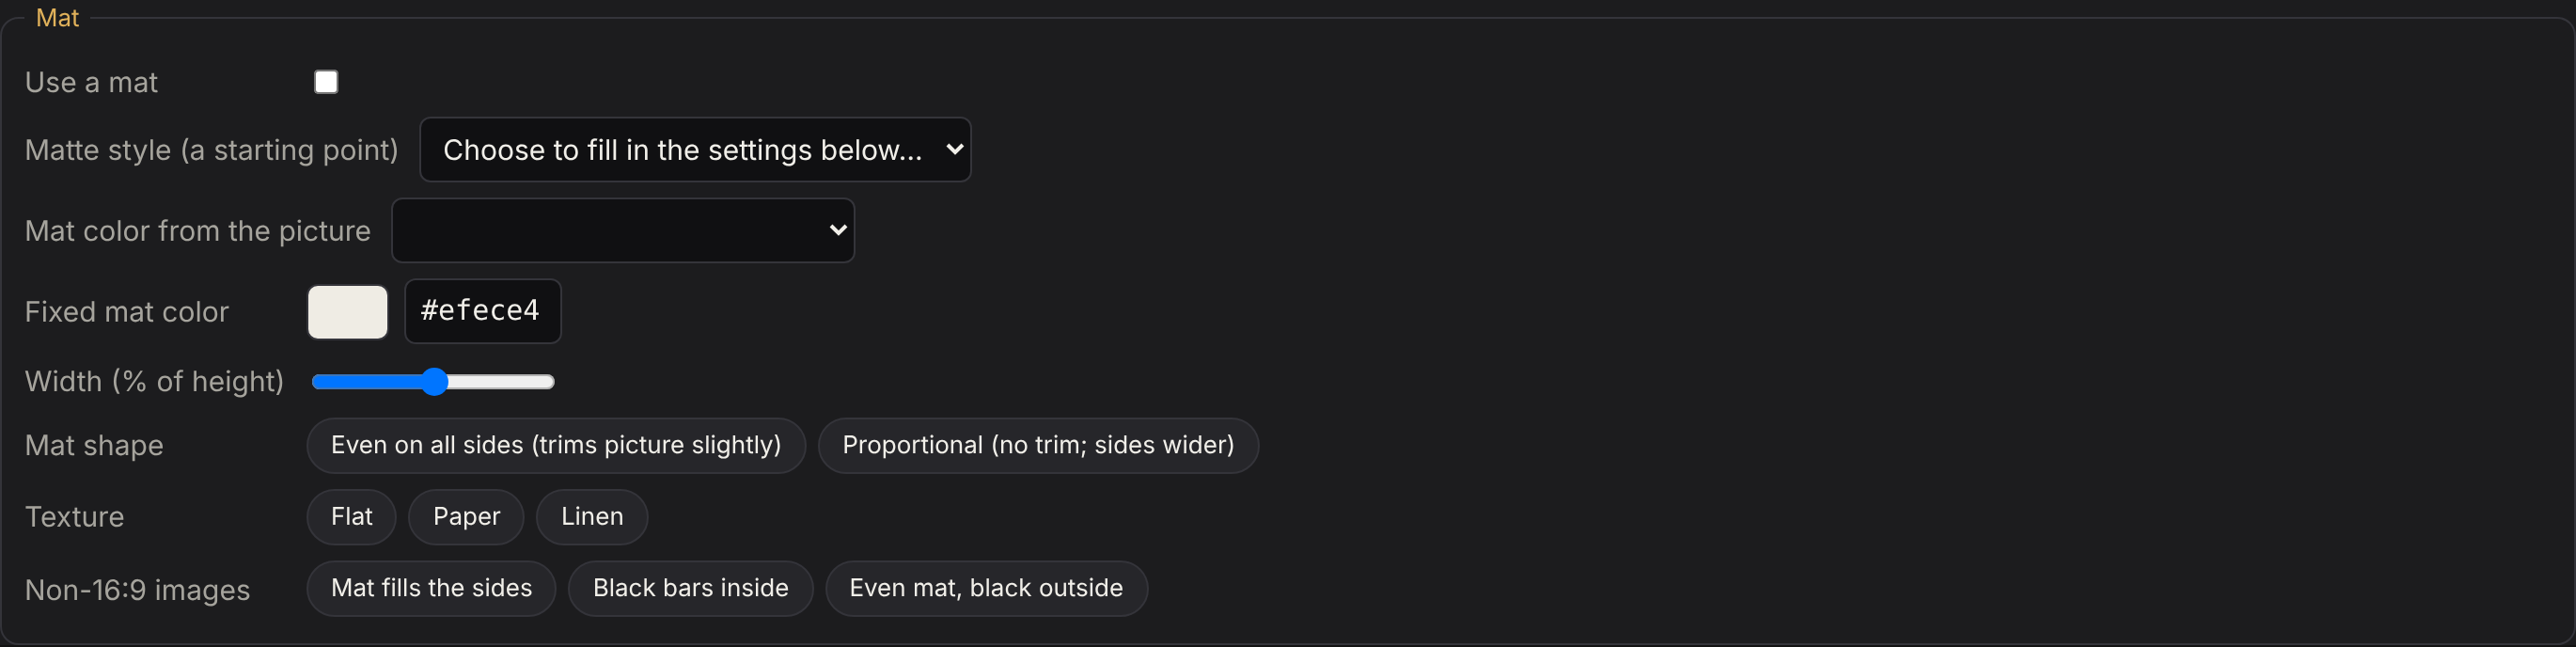 Mat
Use a mat
Matte style (a starting point) Choose to fill in the settings below...
Mat color from the picture
Fixed mat color #efece4
Width (% of height)
Mat shape Even on all sides (trims picture slightly) Proportional (no trim; sides wider)
Texture Flat Paper Linen
Non-16:9 images Mat fills the sides Black bars inside Even mat, black outside